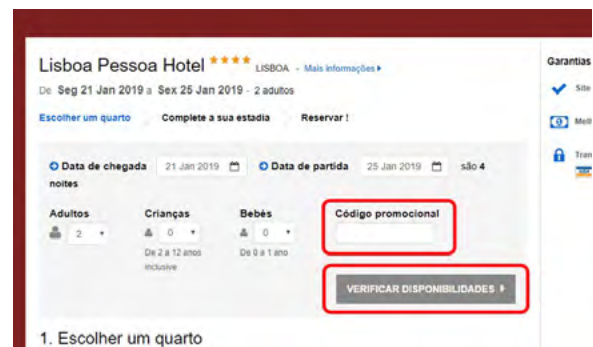 Lisboa Pessoa Hotel **** LISBOA - Mais informações
De Seg 21 Jan 2019 a Sex 25 Jan 2019 - 2 adultos
Escolher um quarto Complete a sua estadia Reservar !
Data de chegada 21 Jan 2019 Data de partida 25 Jan 2019 são 4
noites
Adultos Crianças Bebés Código promocional
2 0 0
De 2 a 12 anos De 0 a 1 ano
inclusive
VERIFICAR DISPONIBILIDADES
1. Escolher um quarto
Garantias
Site